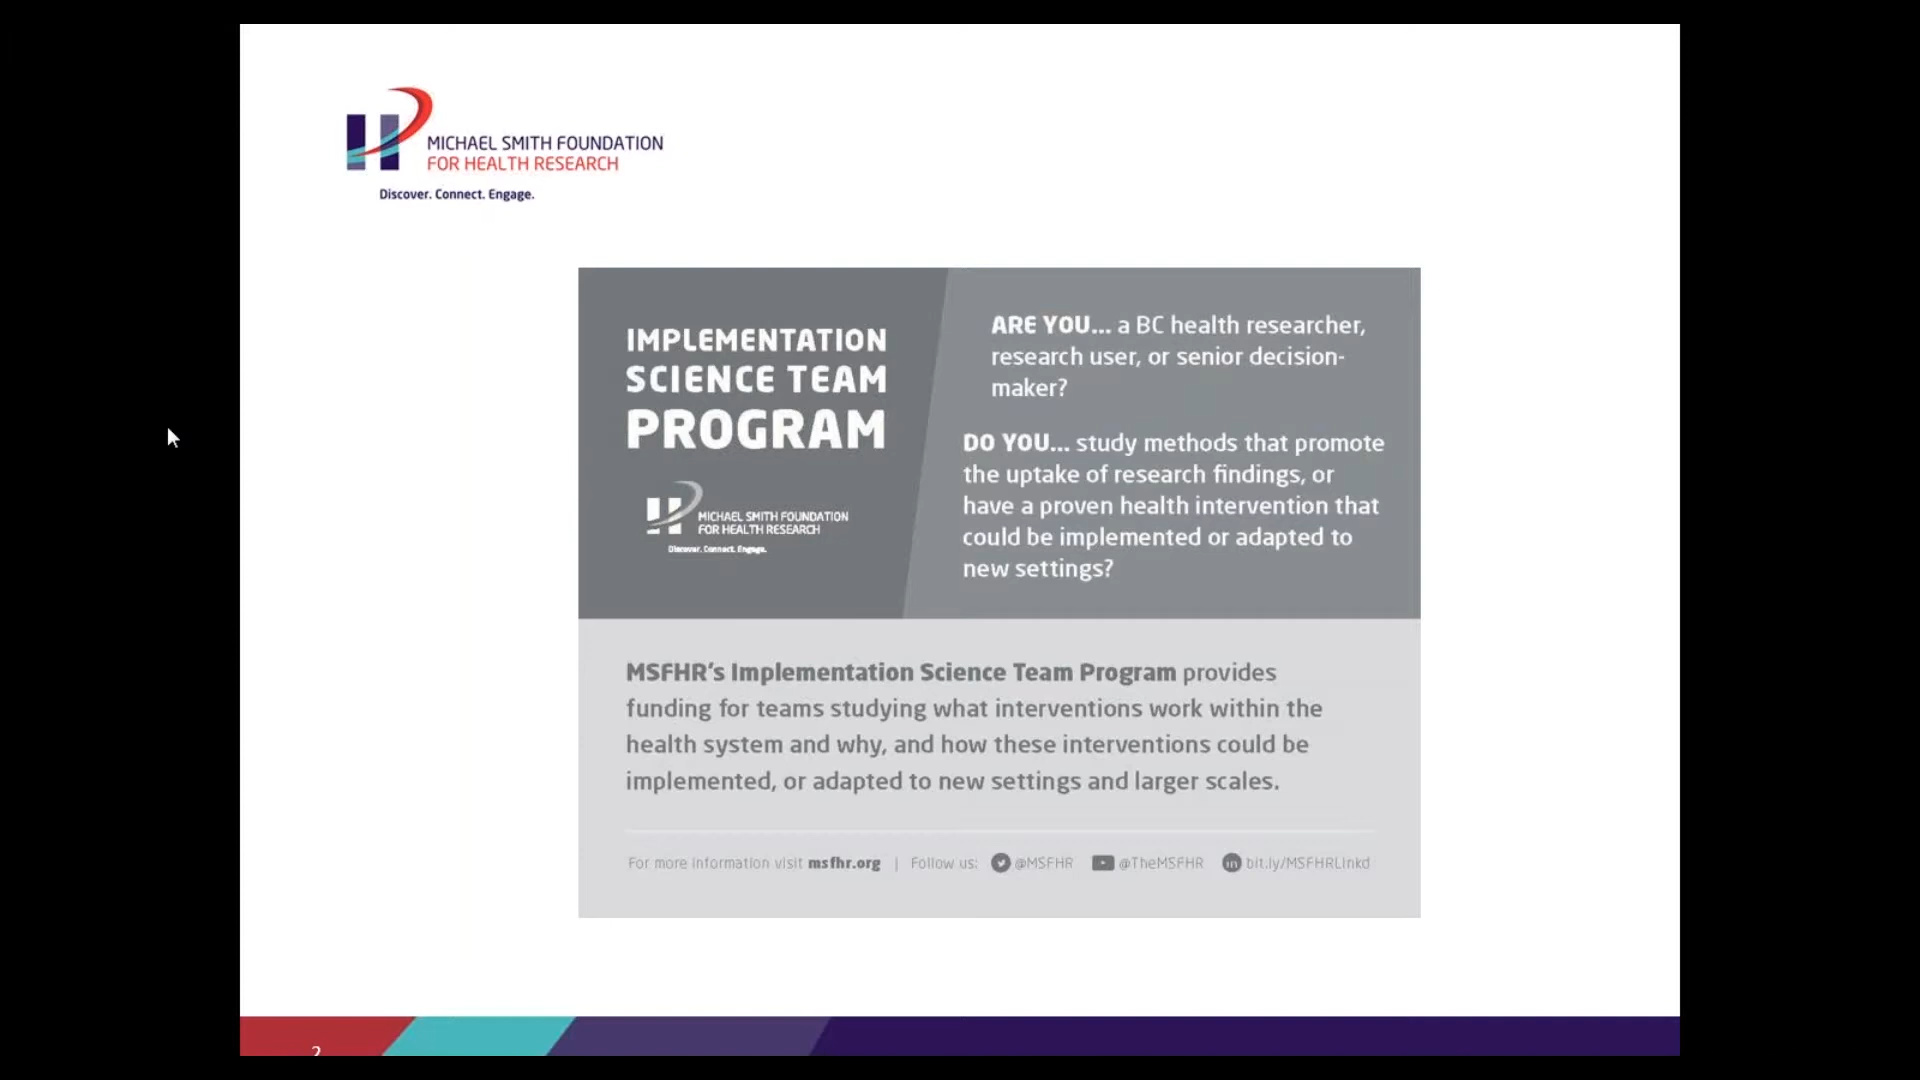 MICHAEL SMITH FOUNDATION
FOR HEALTH RESEARCH
Discover. Connect. Engage.
IMPLEMENTATION
SCIENCE TEAM
PROGRAM
MICHAEL SMITH FOUNDATION
FOR HEALTH RESEARCH
Discover. Connect. Engage.
ARE YOU... a BC health researcher,
research user, or senior decision-
maker?
DO YOU... study methods that promote
the uptake of research findings, or
have a proven health intervention that
could be implemented or adapted to
new settings?
MSFHR's Implementation Science Team Program provides
funding for teams studying what interventions work within the
health system and why, and how these interventions could be
implemented, or adapted to new settings and larger scales.
For more information visit msfhr.org | Follow us: @MSFHR @TheMSFHR in bit.ly/MSFHRLinkd
2